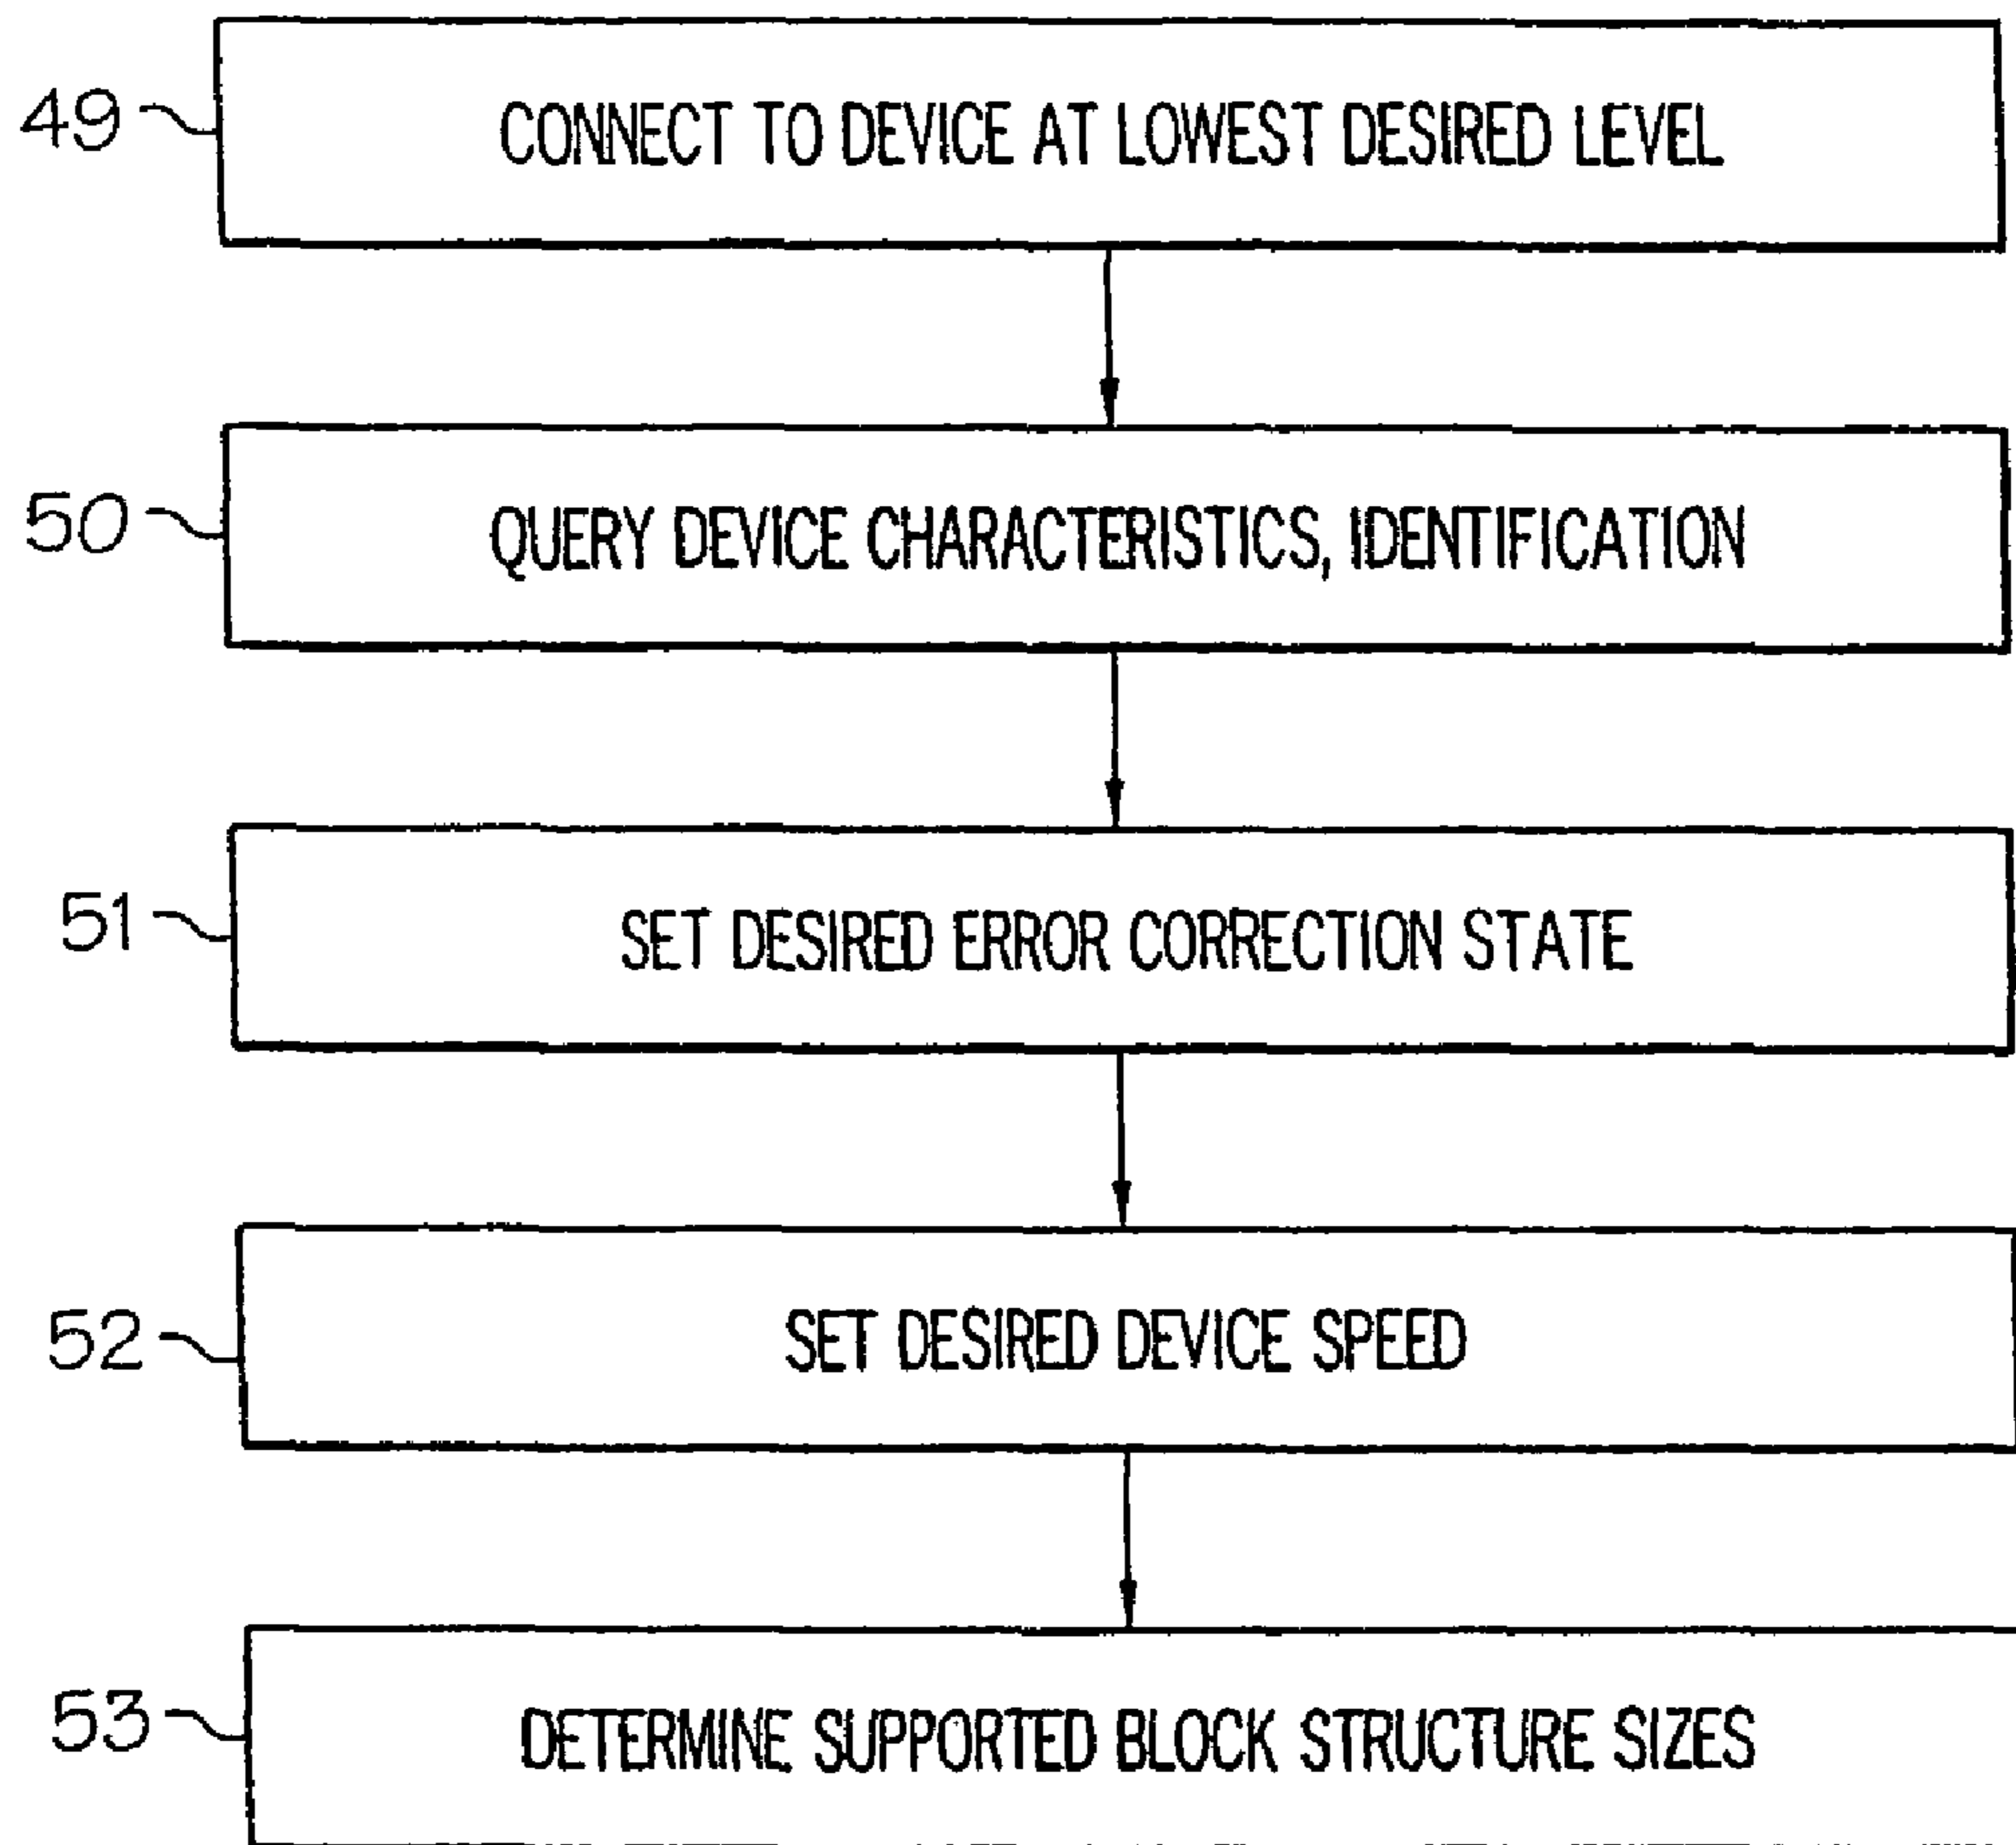 49 CONNECT TO DEVICE AT LOWEST DESIRED LEVEL
50 QUERY DEVICE CHARACTERISTICS, IDENTIFICATION
51 SET DESIRED ERROR CORRECTION STATE
52 SET DESIRED DEVICE SPEED
53 DETERMINE SUPPORTED BLOCK STRUCTURE SIZES